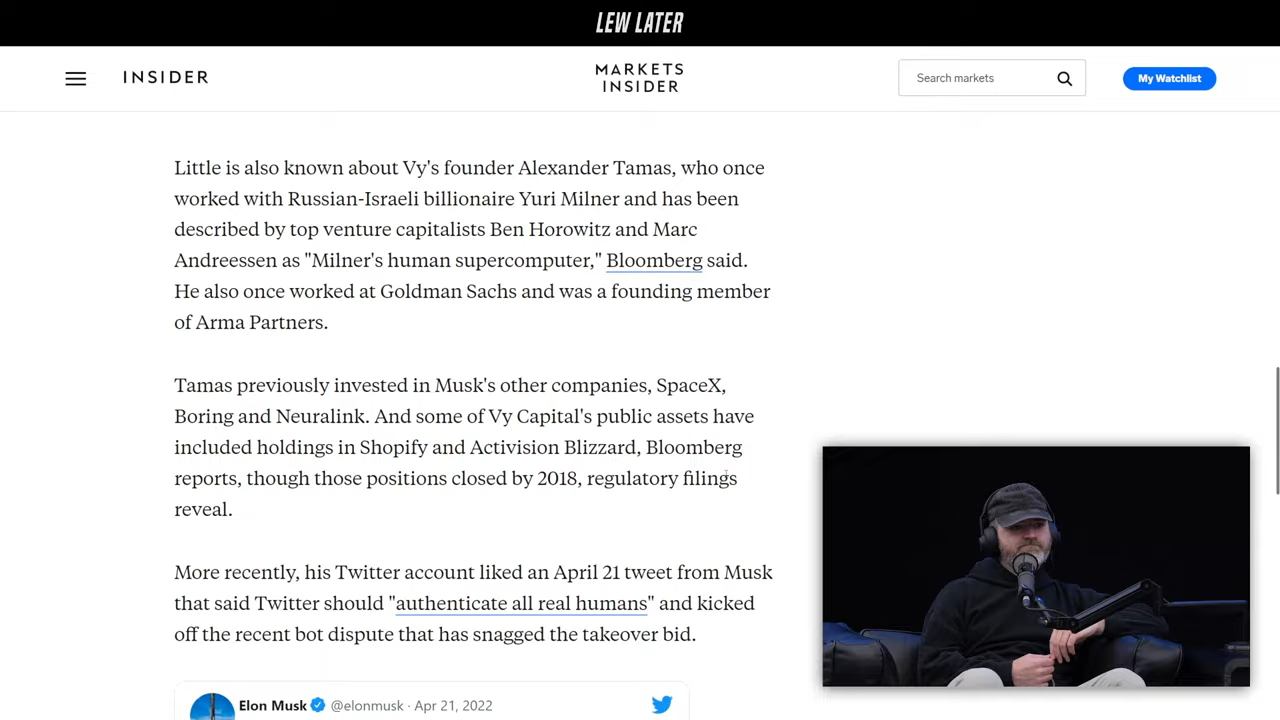 LEW LATER
INSIDER
MARKETS
INSIDER
Search markets
My Watchlist
Little is also known about Vy's founder Alexander Tamas, who once
worked with Russian-Israeli billionaire Yuri Milner and has been
described by top venture capitalists Ben Horowitz and Marc
Andreessen as "Milner's human supercomputer," Bloomberg said.
He also once worked at Goldman Sachs and was a founding member
of Arma Partners.
Tamas previously invested in Musk's other companies, SpaceX,
Boring and Neuralink. And some of Vy Capital's public assets have
included holdings in Shopify and Activision Blizzard, Bloomberg
reports, though those positions closed by 2018, regulatory filings
reveal.
More recently, his Twitter account liked an April 21 tweet from Musk
that said Twitter should "authenticate all real humans" and kicked
off the recent bot dispute that has snagged the takeover bid.
Elon Musk @elonmusk · Apr 21, 2022